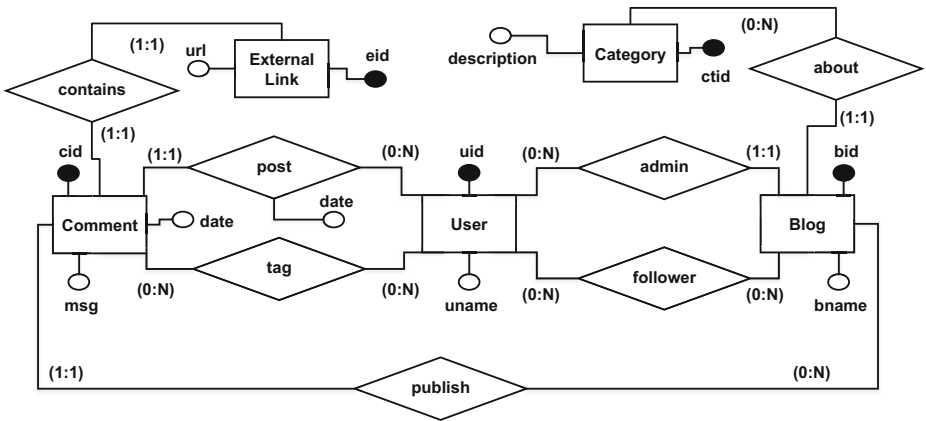 (1:1)
url
External
Link
eid
contains
(1:1)
description
Category
ctid
(0:N)
about
(1:1)
cid
(1:1)
post
(0:N)
uid
(0:N)
admin
(1:1)
bid
Comment
date
date
User
Blog
msg
(0:N)
tag
(0:N)
uname
(0:N)
follower
(0:N)
bname
(1:1)
publish
(0:N)